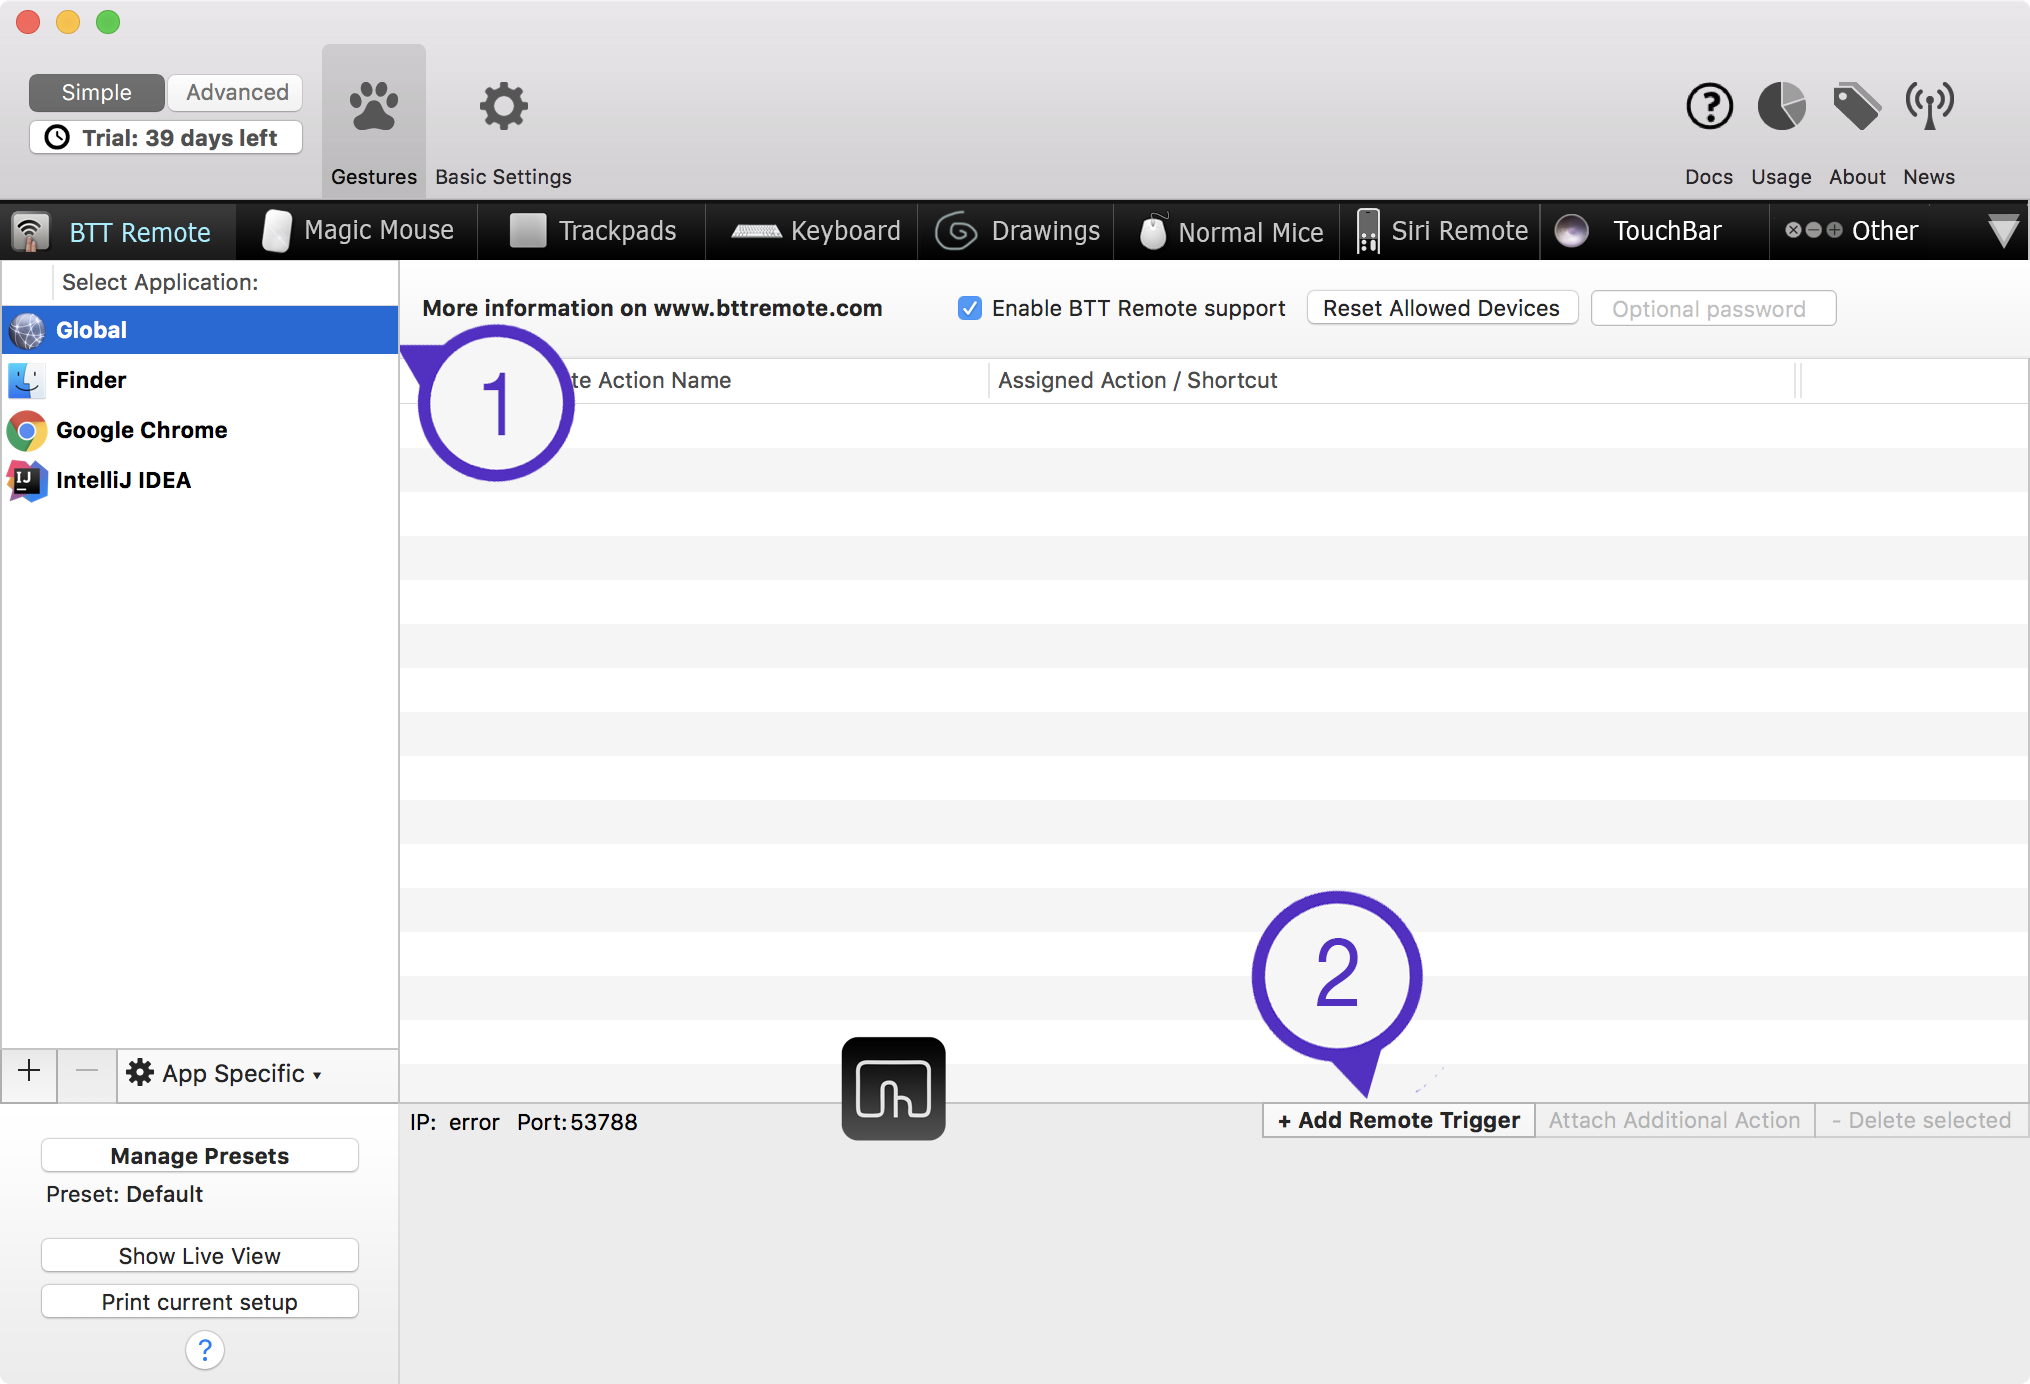 Simple Advanced
Trial: 39 days left
Gestures Basic Settings
Docs Usage About News
BTT Remote Magic Mouse Trackpads Keyboard Drawings Normal Mice Siri Remote TouchBar Other
Select Application:
More information on www.bttremote.com Enable BTT Remote support Reset Allowed Devices Optional password
Global
1
te Action Name Assigned Action / Shortcut
Finder
Google Chrome
IJ IntelliJ IDEA
2
+ − App Specific
IP: error Port:53788 + Add Remote Trigger Attach Additional Action - Delete selected
Manage Presets
Preset: Default
Show Live View
Print current setup
?